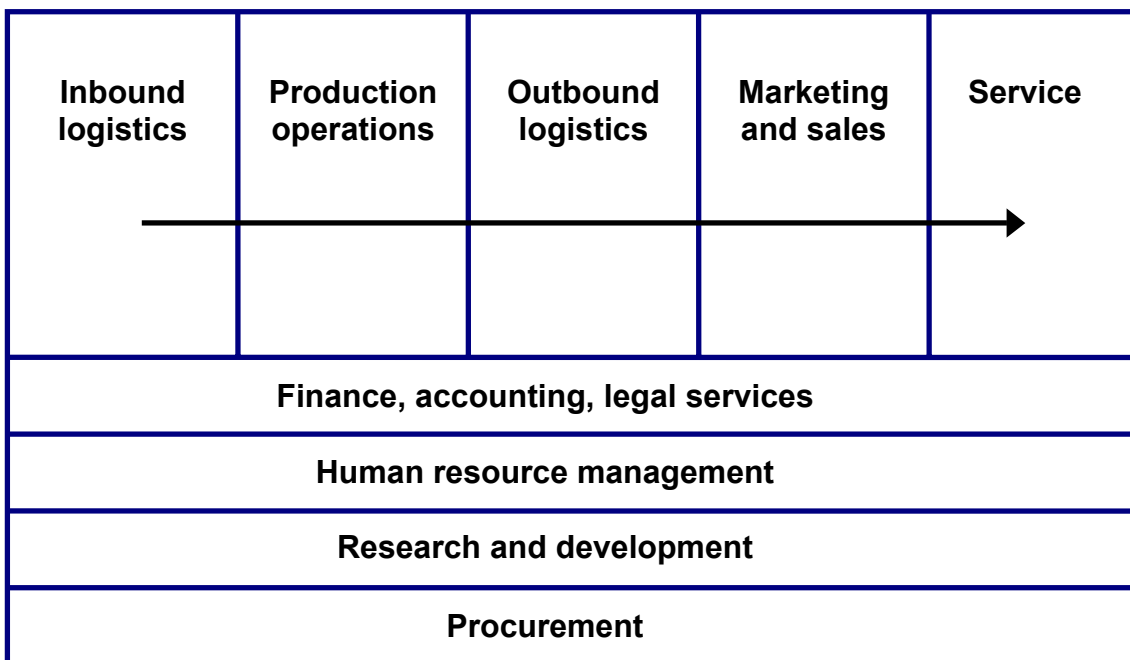 Inbound
logistics
Production
operations
Outbound
logistics
Marketing
and sales
Service
Finance, accounting, legal services
Human resource management
Research and development
Procurement